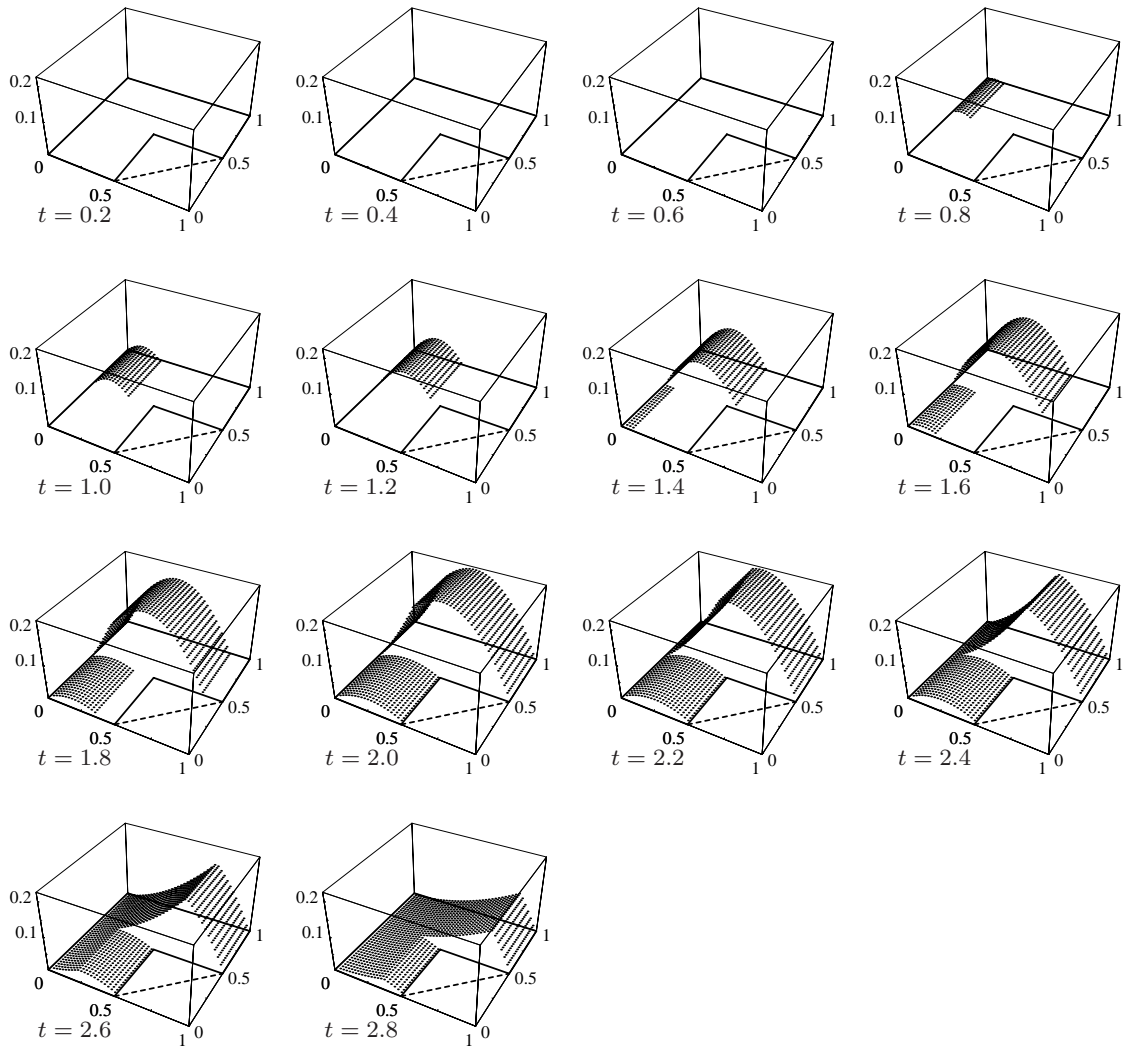 0.2 0.2 0.2 0.2
0.1 0.1 0.1 0.1
1 1 1 1
0 0.5 0 0.5 0 0.5 0 0.5
0.5 0.5 0.5 0.5
t = 0.2 1 0 t = 0.4 1 0 t = 0.6 1 0 t = 0.8 1 0
0.2 0.2 0.2 0.2
0.1 0.1 0.1 0.1
1 1 1 1
0 0.5 0 0.5 0 0.5 0 0.5
0.5 0.5 0.5 0.5
t = 1.0 1 0 t = 1.2 1 0 t = 1.4 1 0 t = 1.6 1 0
0.2 0.2 0.2 0.2
0.1 0.1 0.1 0.1
1 1 1 1
0 0.5 0 0.5 0 0.5 0 0.5
0.5 0.5 0.5 0.5
t = 1.8 1 0 t = 2.0 1 0 t = 2.2 1 0 t = 2.4 1 0
0.2 0.2
0.1 0.1
1 1
0 0.5 0 0.5
0.5 0.5
t = 2.6 1 0 t = 2.8 1 0